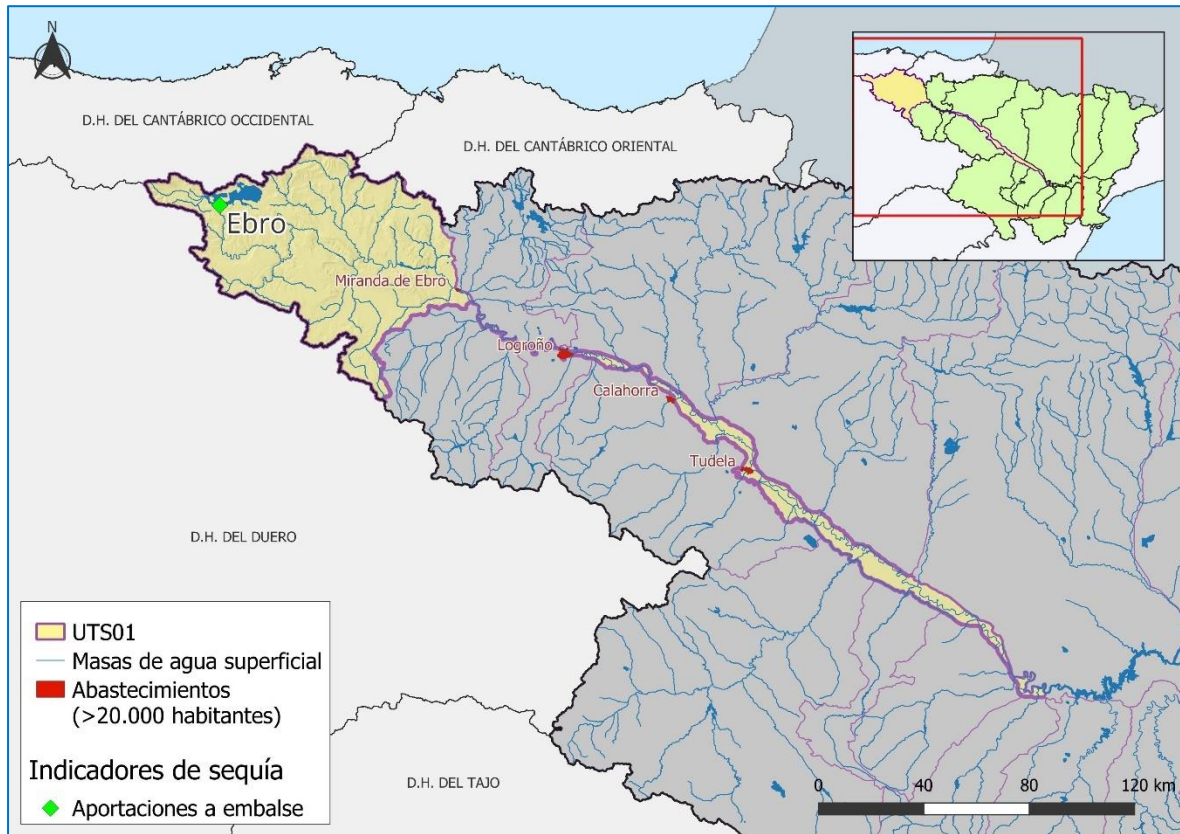 N
D.H. DEL CANTÁBRICO OCCIDENTAL
D.H. DEL CANTÁBRICO ORIENTAL
Ebro
Miranda de Ebro
Logroño
Calahorra
Tudela
D.H. DEL DUERO
D.H. DEL TAJO
UTS01
Masas de agua superficial
Abastecimientos
(>20.000 habitantes)
Indicadores de sequía
Aportaciones a embalse
0 40 80 120 km